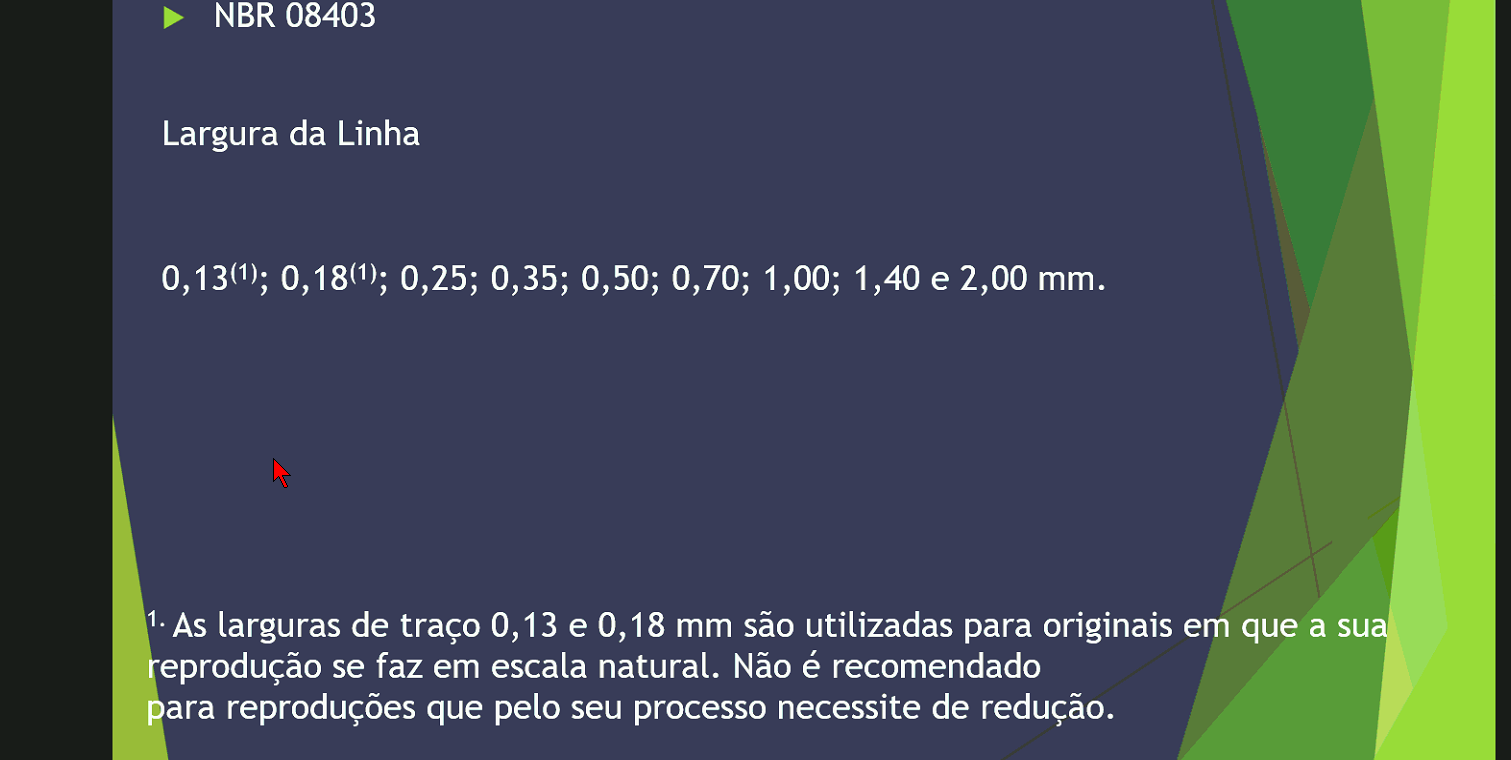 NBR 08403
Largura da Linha
0,13⁽¹⁾; 0,18⁽¹⁾; 0,25; 0,35; 0,50; 0,70; 1,00; 1,40 e 2,00 mm.
¹· As larguras de traço 0,13 e 0,18 mm são utilizadas para originais em que a sua
reprodução se faz em escala natural. Não é recomendado
para reproduções que pelo seu processo necessite de redução.